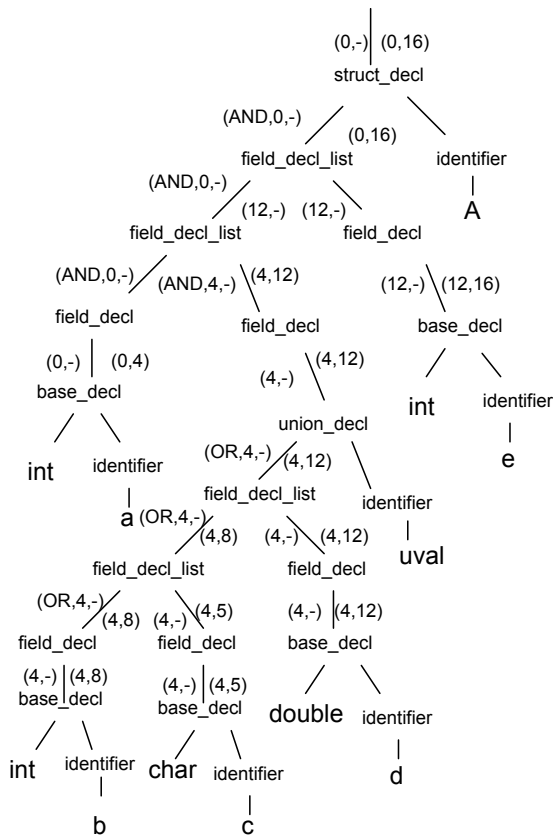 (0,-) (0,16)
struct_decl
(AND,0,-) (0,16)
field_decl_list identifier
(AND,0,-) (12,-) (12,-) A
field_decl_list field_decl
(AND,0,-) (AND,4,-) (4,12) (12,-) (12,16)
field_decl field_decl base_decl
(0,-) (0,4) (4,-) (4,12)
base_decl int identifier
union_decl e
int identifier (OR,4,-) (4,12)
a field_decl_list identifier
(OR,4,-) (4,8) (4,-) (4,12) uval
field_decl_list field_decl
(OR,4,-) (4,8) (4,-) (4,5) (4,-) (4,12)
field_decl field_decl base_decl
(4,-) (4,8) (4,-) (4,5)
base_decl base_decl double identifier
int identifier char identifier d
b c